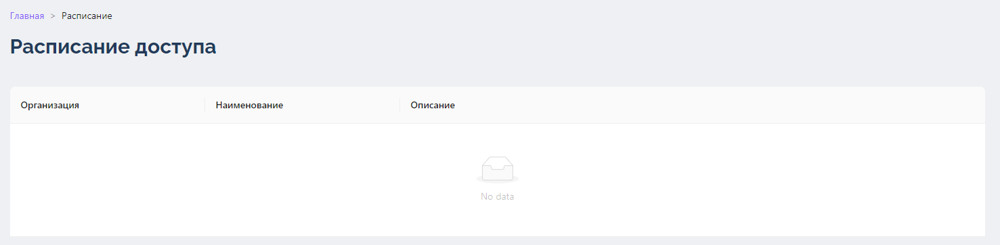 Главная > Расписание
Расписание доступа
Организация Наименование Описание
No data